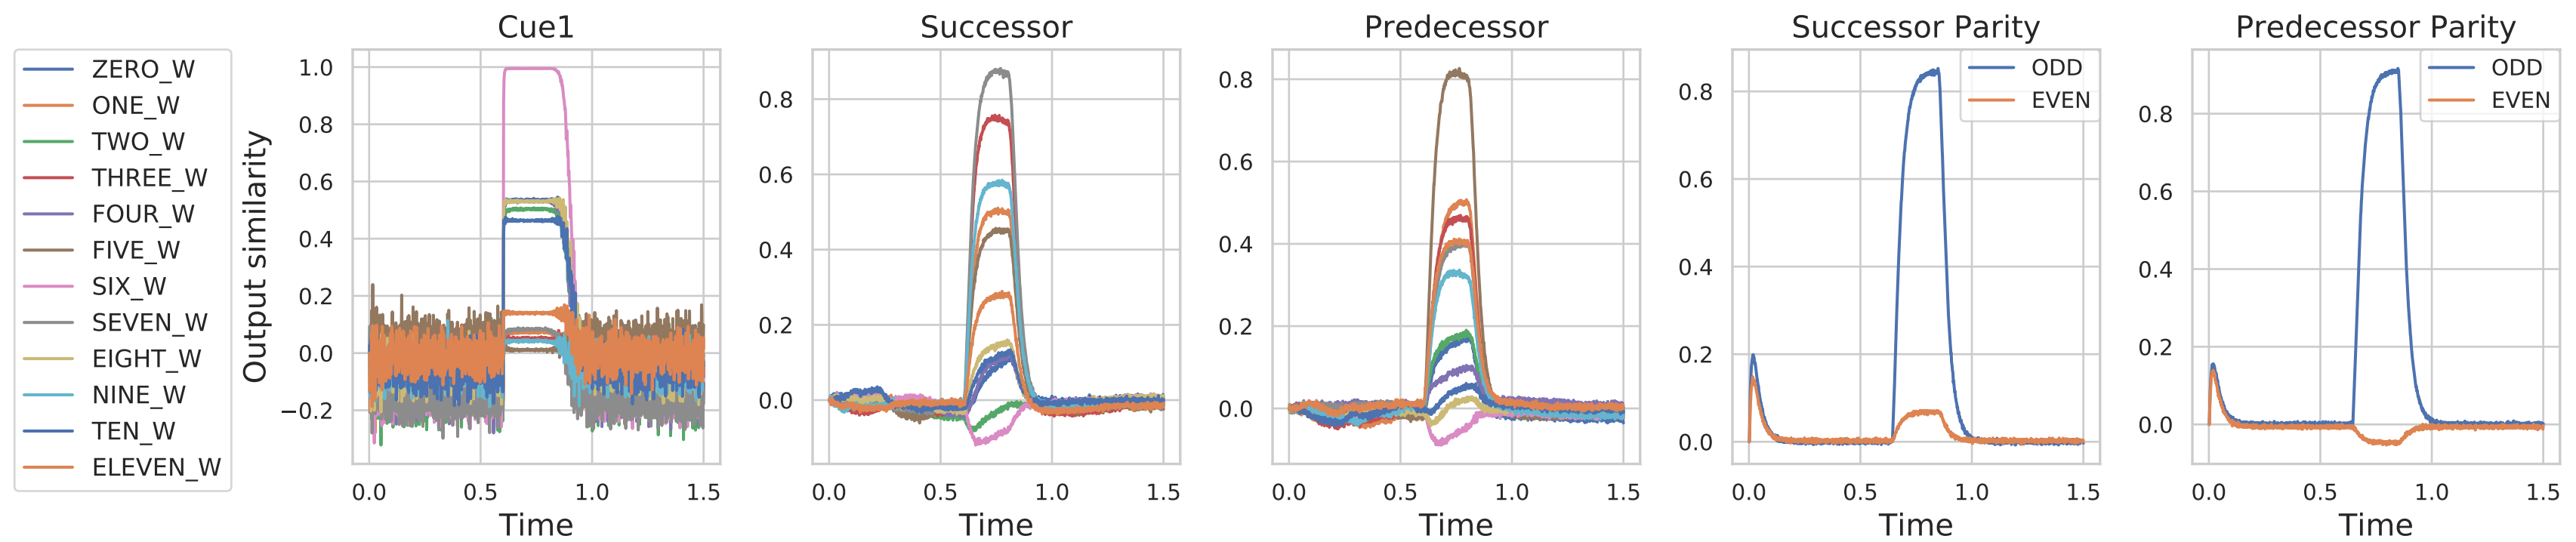 Cue1
Successor
Predecessor
Successor Parity
Predecessor Parity
ZERO_W
ONE_W
TWO_W
THREE_W
FOUR_W
FIVE_W
SIX_W
SEVEN_W
EIGHT_W
NINE_W
TEN_W
ELEVEN_W
Output similarity
1.0
0.8
0.6
0.4
0.2
0.0
−0.2
0.0 0.5 1.0 1.5
Time
0.8
0.6
0.4
0.2
0.0
0.0 0.5 1.0 1.5
Time
0.8
0.6
0.4
0.2
0.0
0.0 0.5 1.0 1.5
Time
ODD
EVEN
0.8
0.6
0.4
0.2
0.0
0.0 0.5 1.0 1.5
Time
ODD
EVEN
0.8
0.6
0.4
0.2
0.0
0.0 0.5 1.0 1.5
Time